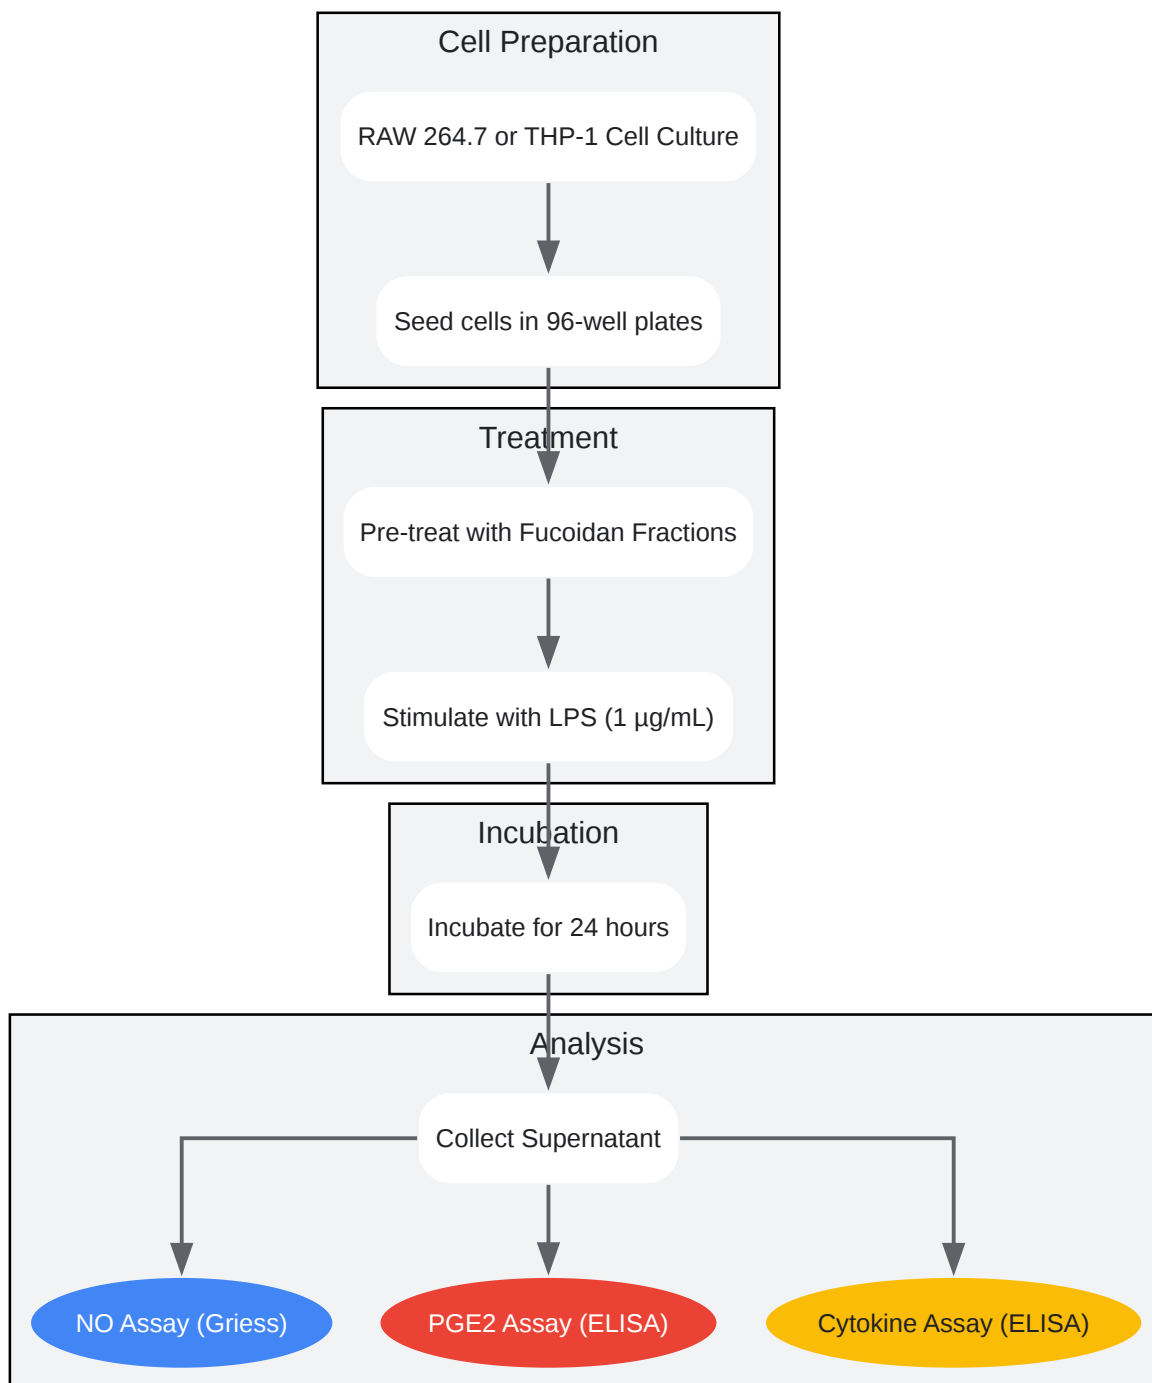 Cell Preparation
RAW 264.7 or THP-1 Cell Culture
Seed cells in 96-well plates
Treatment
Pre-treat with Fucoidan Fractions
Stimulate with LPS (1 µg/mL)
Incubation
Incubate for 24 hours
Analysis
Collect Supernatant
NO Assay (Griess)
PGE2 Assay (ELISA)
Cytokine Assay (ELISA)